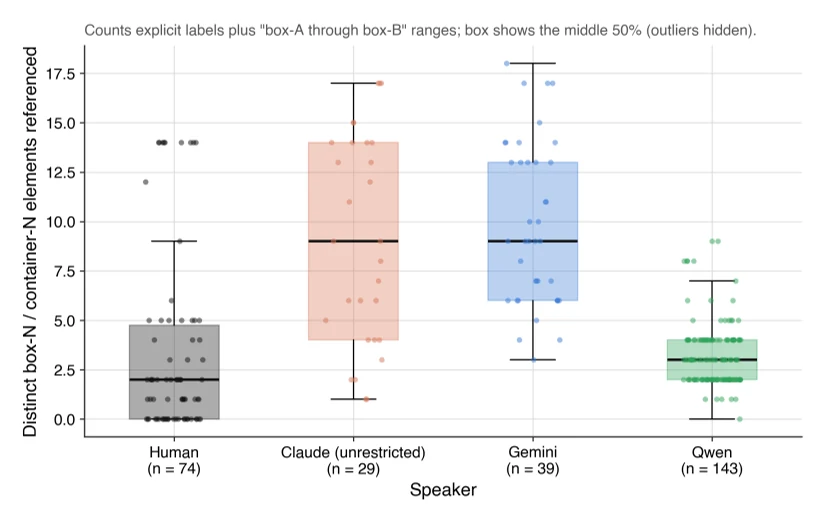 Counts explicit labels plus "box-A through box-B" ranges; box shows the middle 50% (outliers hidden).
Distinct box-N / container-N elements referenced
17.5
15.0
12.5
10.0
7.5
5.0
2.5
0.0
Human
(n = 74)
Claude (unrestricted)
(n = 29)
Gemini
(n = 39)
Qwen
(n = 143)
Speaker